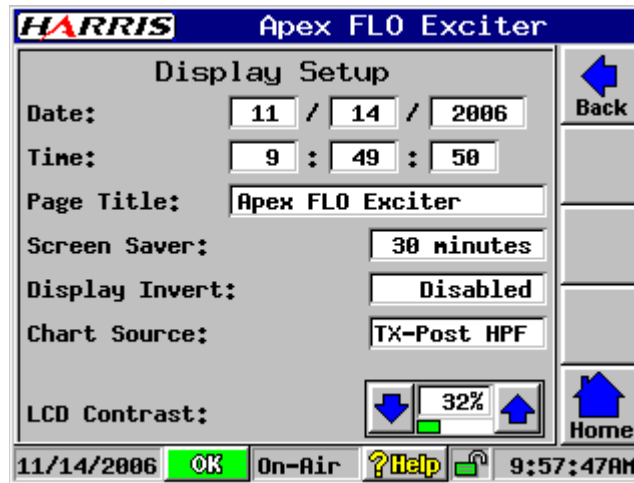 HARRIS Apex FLO Exciter
Display Setup
Back
Date: 11 / 14 / 2006
Time: 9 : 49 : 50
Page Title: Apex FLO Exciter
Screen Saver: 30 minutes
Display Invert: Disabled
Chart Source: TX-Post HPF
LCD Contrast: 32%
Home
11/14/2006 OK On-Air ?Help 9:57:47AM